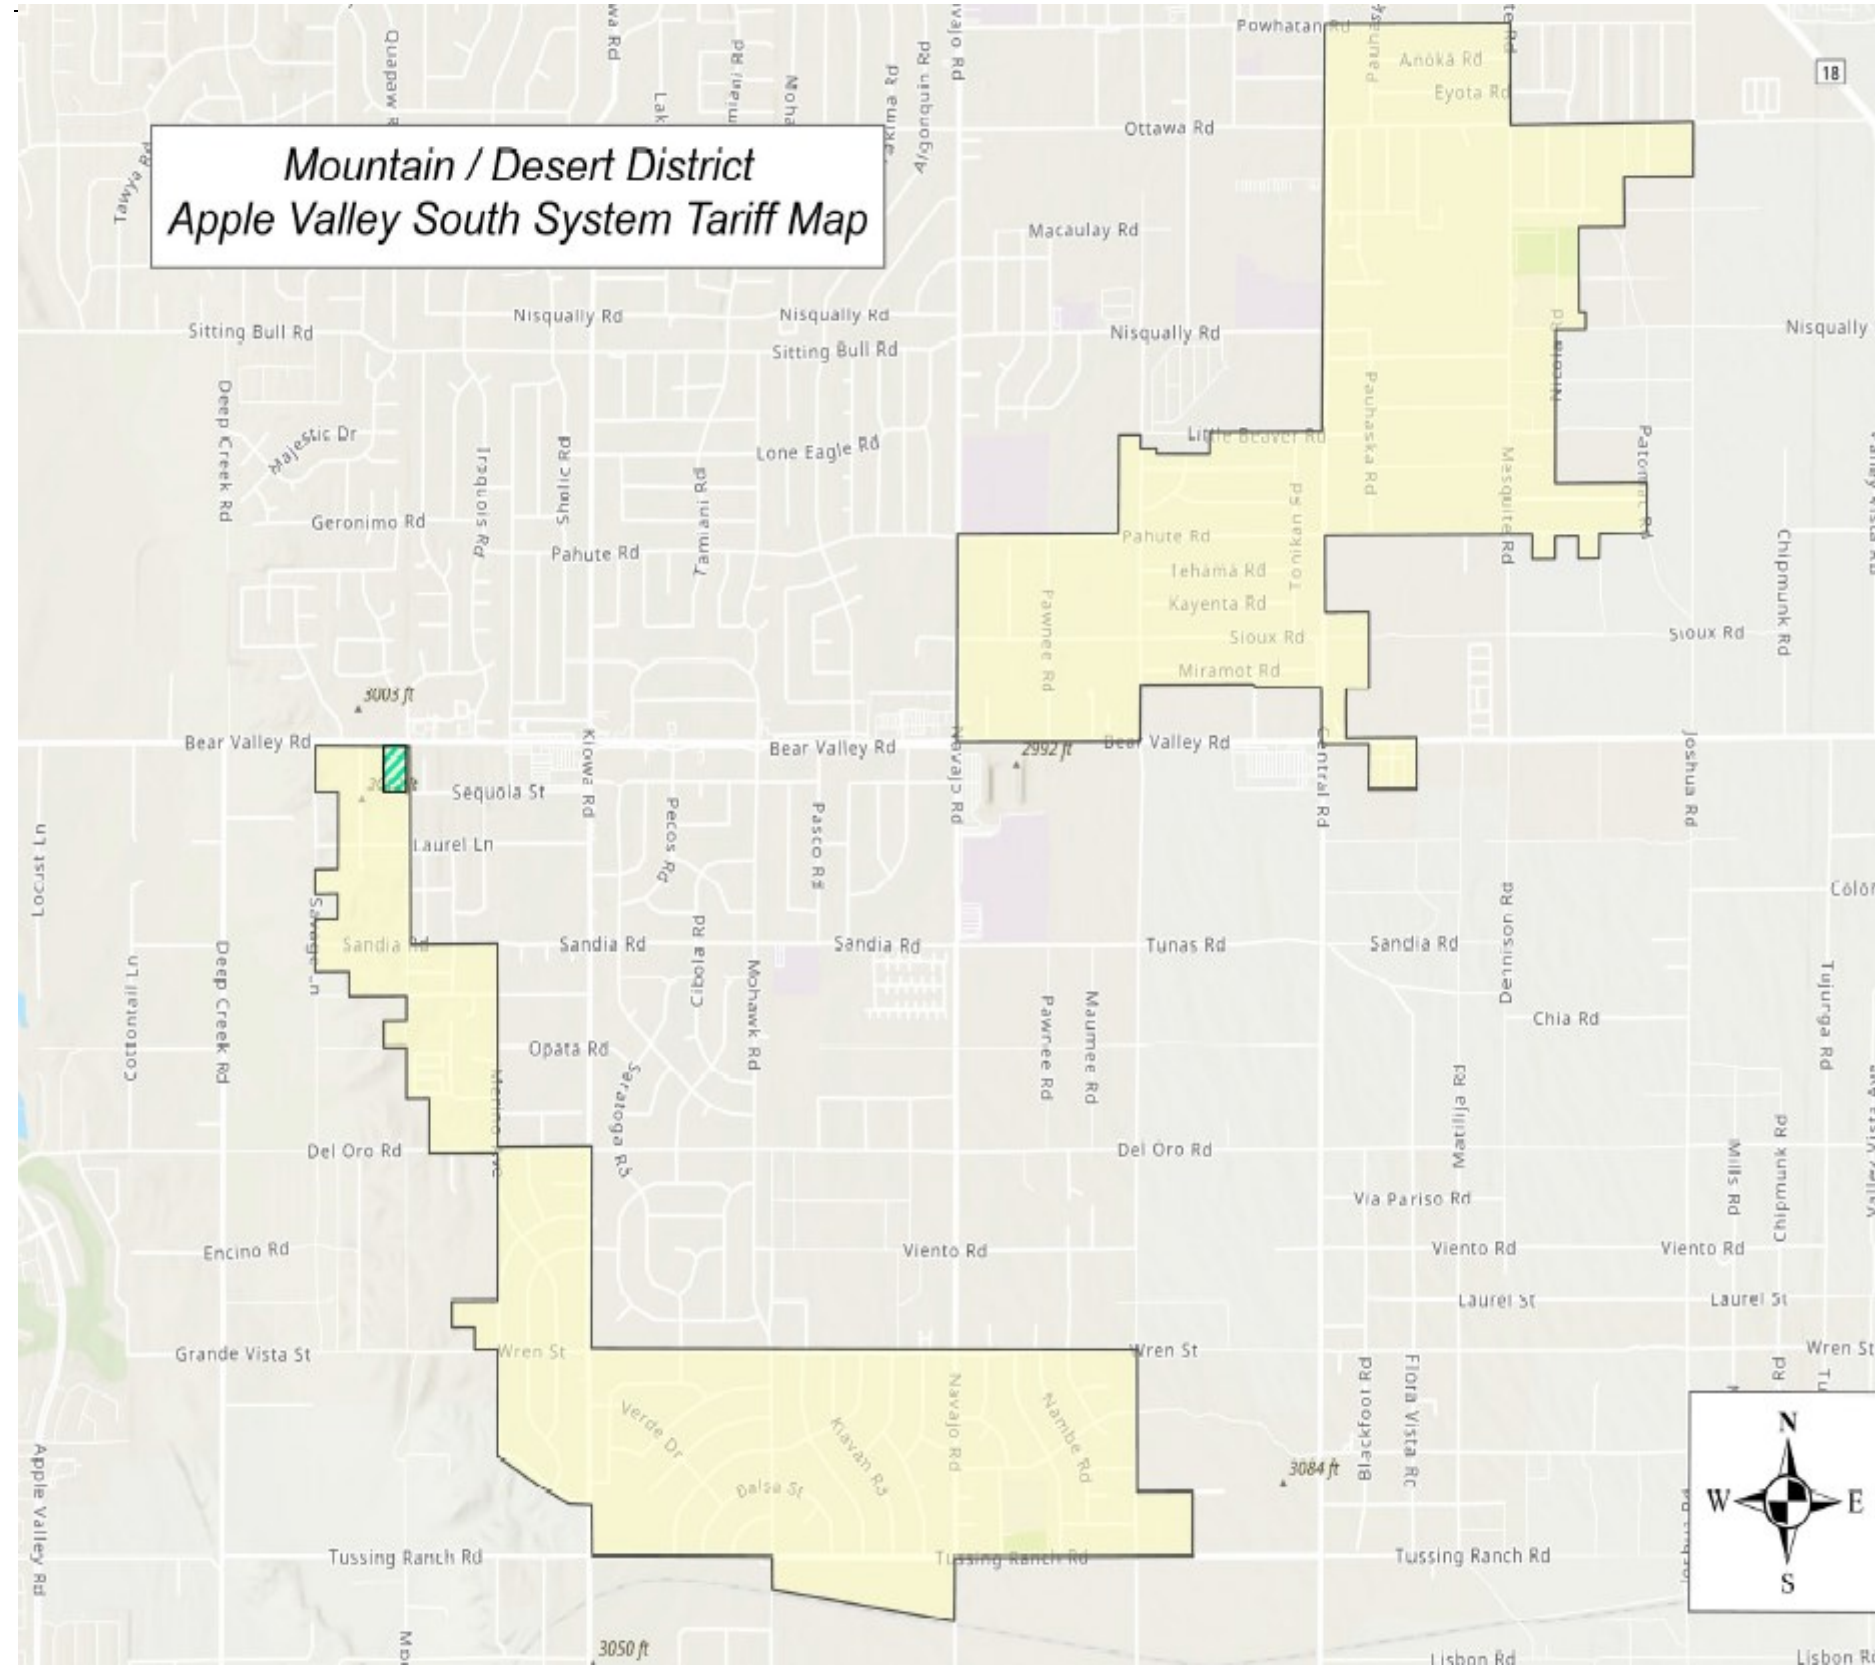 Powhatan Rd
Anoka Rd
18
Quapaw R
Eyota Rd
Ottawa Rd
Mountain / Desert District
Apple Valley South System Tariff Map
Tawya Rd
Macaulay Rd
Nisqually Rd
Nisqually Rd
Nisqually
Sitting Bull Rd
Nisqually Rd
Sitting Bull Rd
Deep Creek Rd
Majestic Dr
Iroquois Rd
Lone Eagle Rd
Tamiani Rd
Little Beaver Rd
Pauhaska Rd
Mesquite Rd
Geronimo Rd
Pahute Rd
Pahute Rd
Tonikan Rd
Tehama Rd
Kayenta Rd
Pawnee Rd
Sioux Rd
Sioux Rd
Chipmunk Rd
Miramot Rd
3003 ft
Bear Valley Rd
Kiowa Rd
Bear Valley Rd
Navajo Rd
2992 ft
Bear Valley Rd
Central Rd
Joshua Rd
Sequoia St
Laurel Ln
Pecos Rd
Pasco Rd
Locust Ln
Dennison Rd
Sandia Rd
Sandia Rd
Cibola Rd
Sandia Rd
Tunas Rd
Sandia Rd
Cottontail Ln
Deep Creek Rd
Mohawk Rd
Pawnee Rd
Maumee Rd
Chia Rd
Tujunga Rd
Opata Rd
Saratoga Rd
Del Oro Rd
Del Oro Rd
Mills Rd
Chipmunk Rd
Via Pariso Rd
Encino Rd
Viento Rd
Viento Rd
Viento Rd
Laurel St
Laurel St
Grande Vista St
Wren St
Wren St
Wren St
Verde Dr
Navajo Rd
Nambe Rd
Blackfoot Rd
Balsa St
3084 ft
Apple Valley Rd
N
W
E
S
Tussing Ranch Rd
Tussing Ranch Rd
Tussing Ranch Rd
3050 ft
Lisbon Rd
Lisbon R